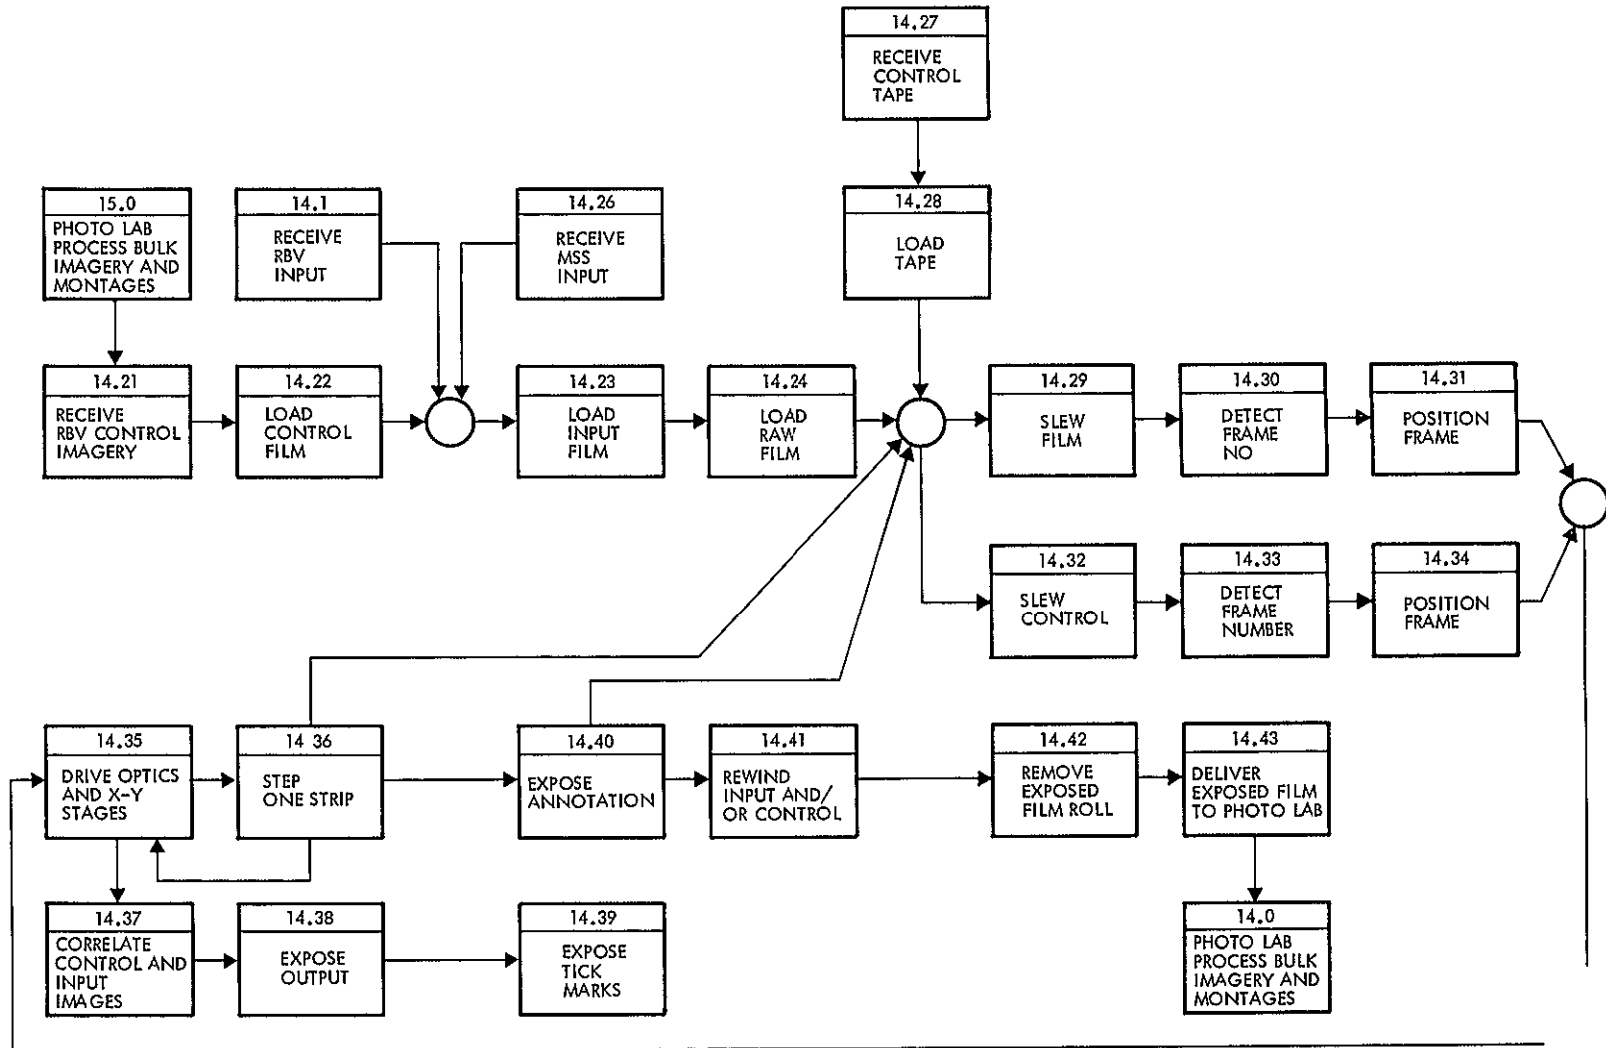 14.27
RECEIVE
CONTROL
TAPE
15.0
PHOTO LAB
PROCESS BULK
IMAGERY AND
MONTAGES
14.1
RECEIVE
RBV
INPUT
14.26
RECEIVE
MSS
INPUT
14.28
LOAD
TAPE
14.21
RECEIVE
RBV CONTROL
IMAGERY
14.22
LOAD
CONTROL
FILM
14.23
LOAD
INPUT
FILM
14.24
LOAD
RAW
FILM
14.29
SLEW
FILM
14.30
DETECT
FRAME
NO
14.31
POSITION
FRAME
14.32
SLEW
CONTROL
14.33
DETECT
FRAME
NUMBER
14.34
POSITION
FRAME
14.35
DRIVE OPTICS
AND X-Y
STAGES
14 36
STEP
ONE STRIP
14.40
EXPOSE
ANNOTATION
14.41
REWIND
INPUT AND/
OR CONTROL
14.42
REMOVE
EXPOSED
FILM ROLL
14.43
DELIVER
EXPOSED FILM
TO PHOTO LAB
14.37
CORRELATE
CONTROL AND
INPUT
IMAGES
14.38
EXPOSE
OUTPUT
14.39
EXPOSE
TICK
MARKS
14.0
PHOTO LAB
PROCESS BULK
IMAGERY AND
MONTAGES